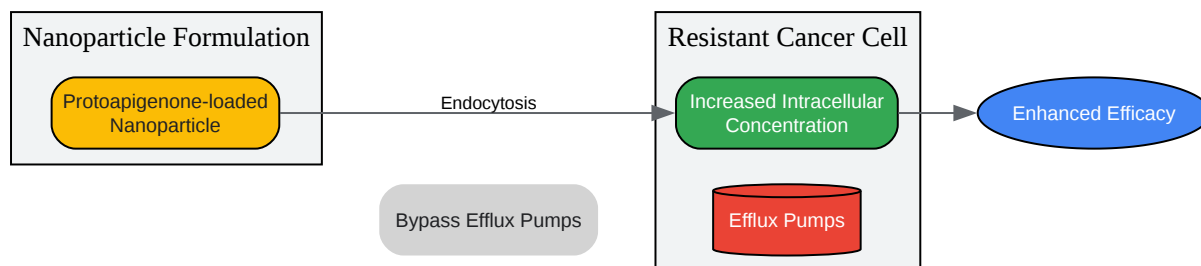 Nanoparticle Formulation
Protoapigenone-loaded
Nanoparticle
Endocytosis
Bypass Efflux Pumps
Resistant Cancer Cell
Increased Intracellular
Concentration
Efflux Pumps
Enhanced Efficacy